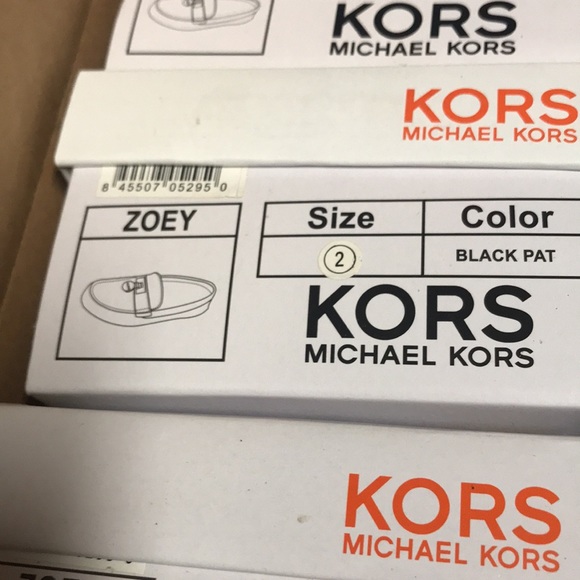 KORS
MICHAEL KORS
KORS
MICHAEL KORS
8 45507 05295 0
ZOEY
Size
Color
2
BLACK PAT
KORS
MICHAEL KORS
KORS
MICHAEL KORS